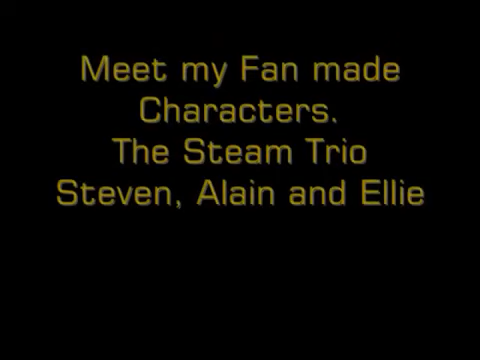 Meet my Fan made
Characters.
The Steam Trio
Steven, Alain and Ellie